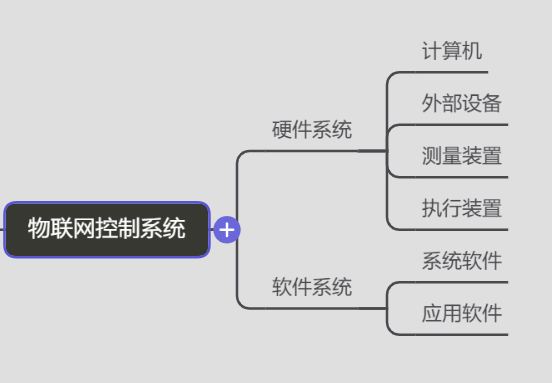 物联网控制系统
硬件系统
计算机
外部设备
测量装置
执行装置
软件系统
系统软件
应用软件